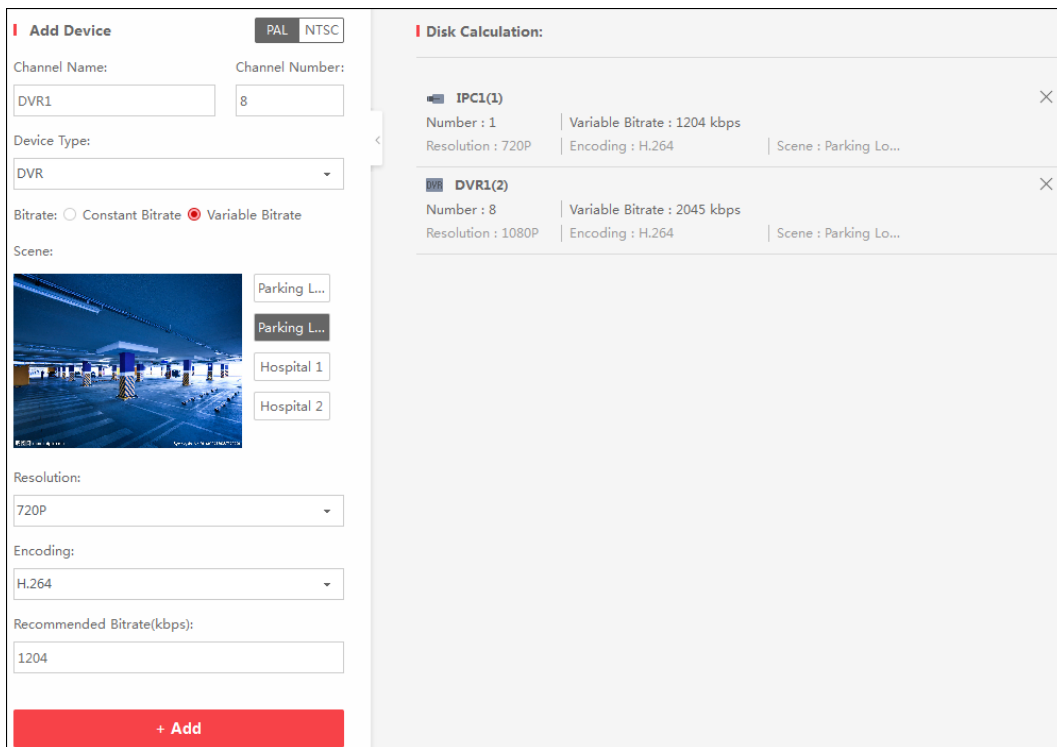 Add Device
PAL NTSC
Channel Name: Channel Number:
DVR1 8
Device Type:
DVR
Bitrate: Constant Bitrate Variable Bitrate
Scene:
Parking L...
Parking L...
Hospital 1
Hospital 2
Resolution:
720P
Encoding:
H.264
Recommended Bitrate(kbps):
1204
+ Add
Disk Calculation:
IPC1(1)
Number : 1 Variable Bitrate : 1204 kbps
Resolution : 720P Encoding : H.264 Scene : Parking Lo...
DVR DVR1(2)
Number : 8 Variable Bitrate : 2045 kbps
Resolution : 1080P Encoding : H.264 Scene : Parking Lo...